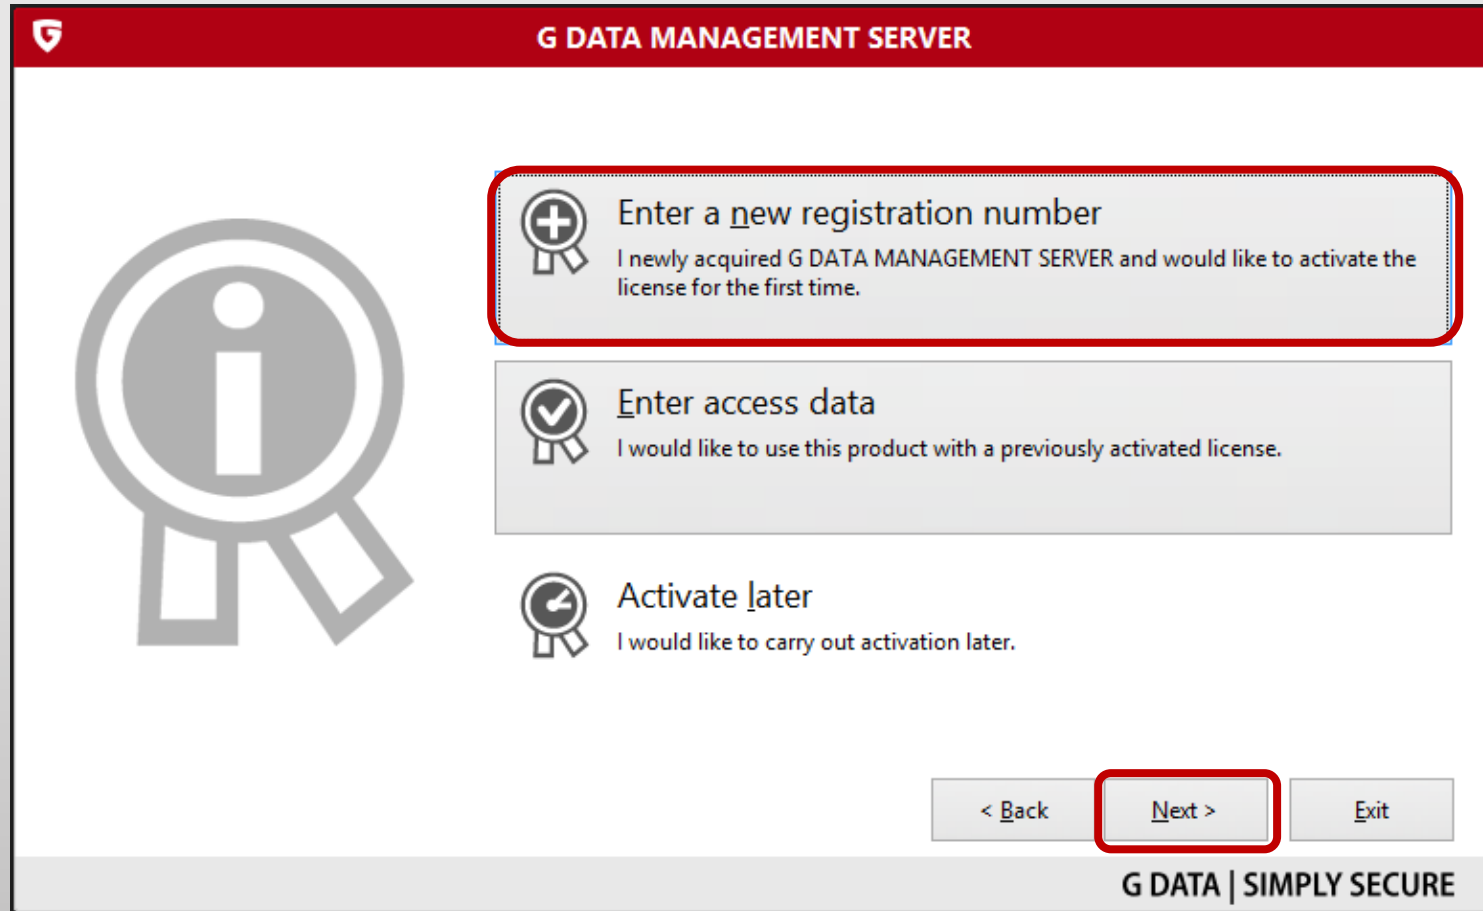 G DATA MANAGEMENT SERVER
Enter a new registration number
I newly acquired G DATA MANAGEMENT SERVER and would like to activate the
license for the first time.
Enter access data
I would like to use this product with a previously activated license.
Activate later
I would like to carry out activation later.
< Back
Next >
Exit
G DATA | SIMPLY SECURE